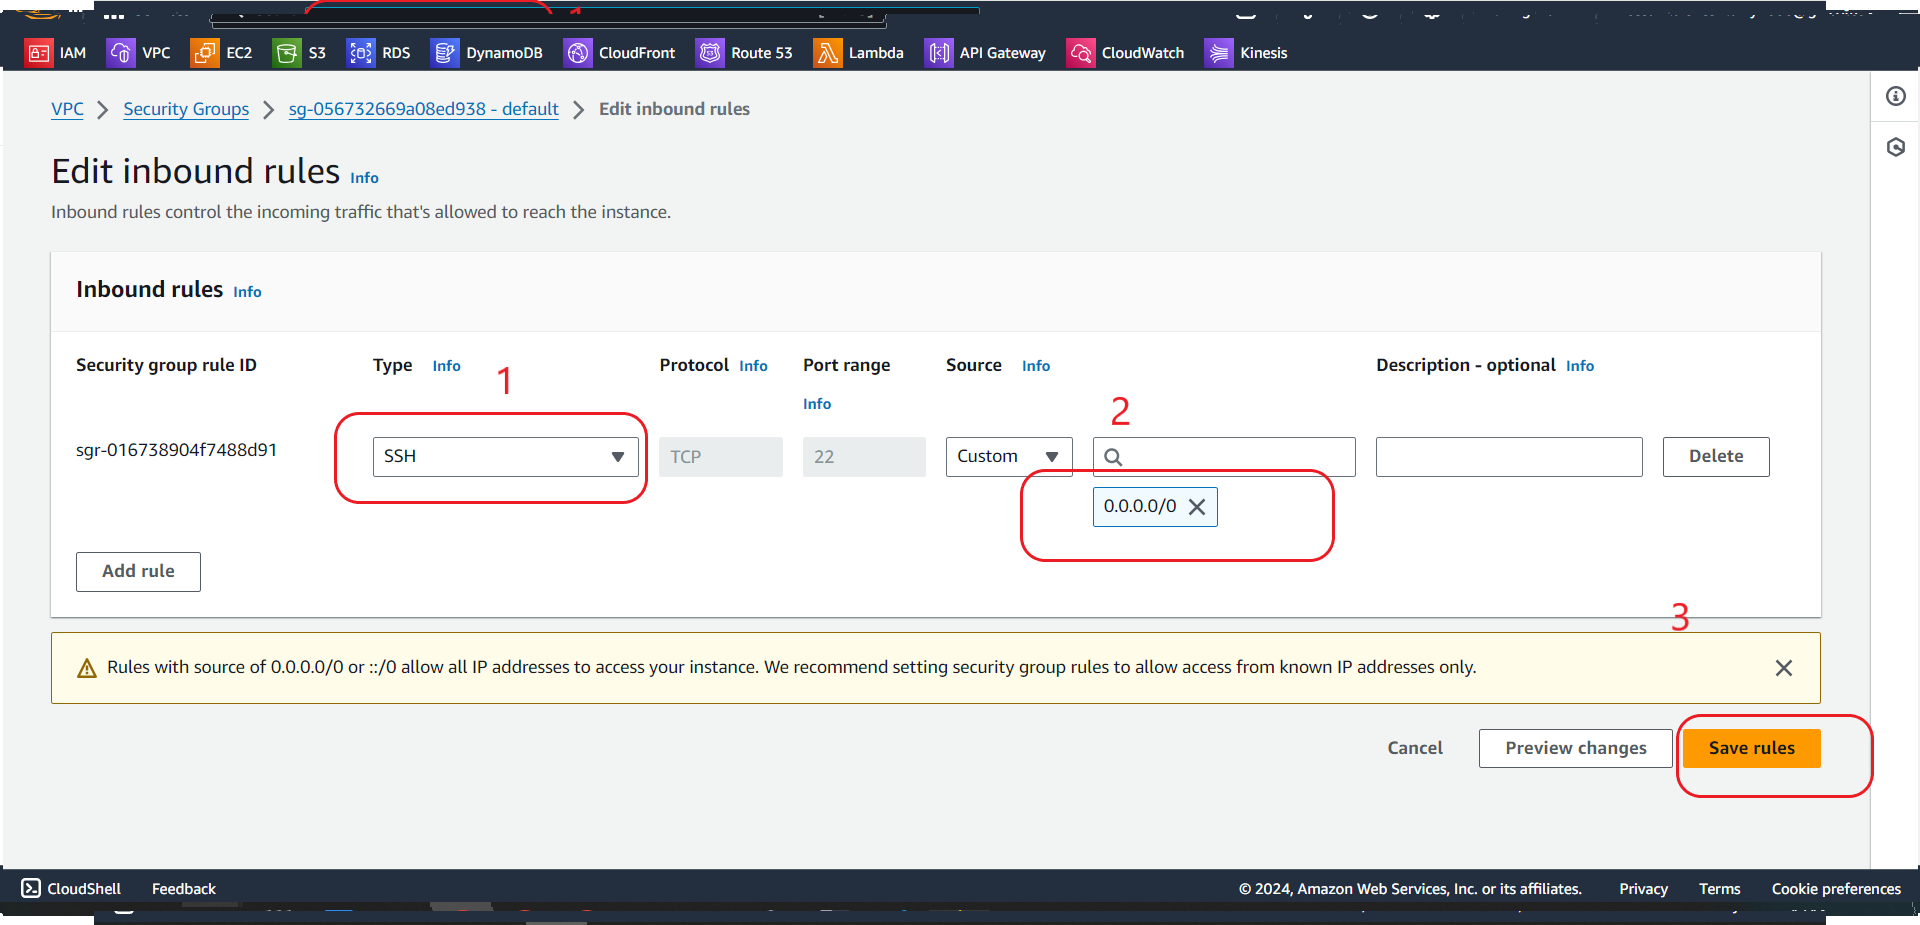 IAM VPC EC2 S3 RDS DynamoDB CloudFront Route 53 Lambda API Gateway CloudWatch Kinesis
VPC Security Groups sg-056732669a08ed938 - default Edit inbound rules
Edit inbound rules Info
Inbound rules control the incoming traffic that's allowed to reach the instance.
Inbound rules Info
Security group rule ID Type Info Protocol Info Port range Info Source Info Description - optional Info
1
2
sgr-016738904f7488d91 SSH TCP 22 Custom Delete
0.0.0.0/0
Add rule
3
Rules with source of 0.0.0.0/0 or ::/0 allow all IP addresses to access your instance. We recommend setting security group rules to allow access from known IP addresses only.
Cancel Preview changes Save rules
CloudShell Feedback © 2024, Amazon Web Services, Inc. or its affiliates. Privacy Terms Cookie preferences